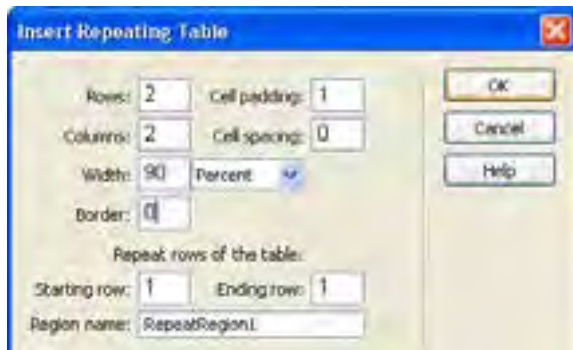 Insert Repeating Table
Rows: 2 Cell padding: 1 OK
Columns: 2 Cell spacing: 0 Cancel
Width: 90 Percent Help
Border: 0
Repeat rows of the table:
Starting row: 1 Ending row: 1
Region name: RepeatRegion1